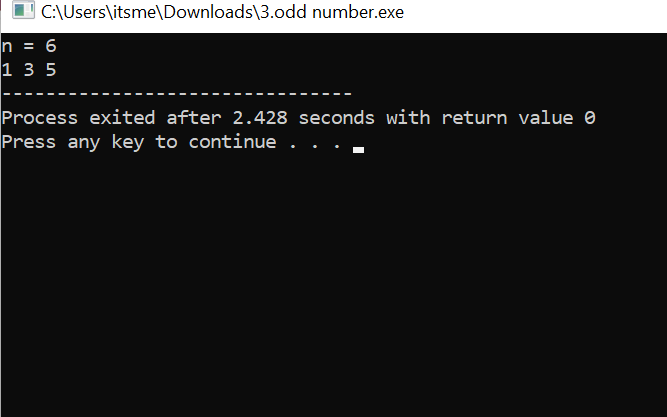 C:\Users\itsme\Downloads\3.odd number.exe
n = 6
1 3 5
--------------------------------
Process exited after 2.428 seconds with return value 0
Press any key to continue . . .